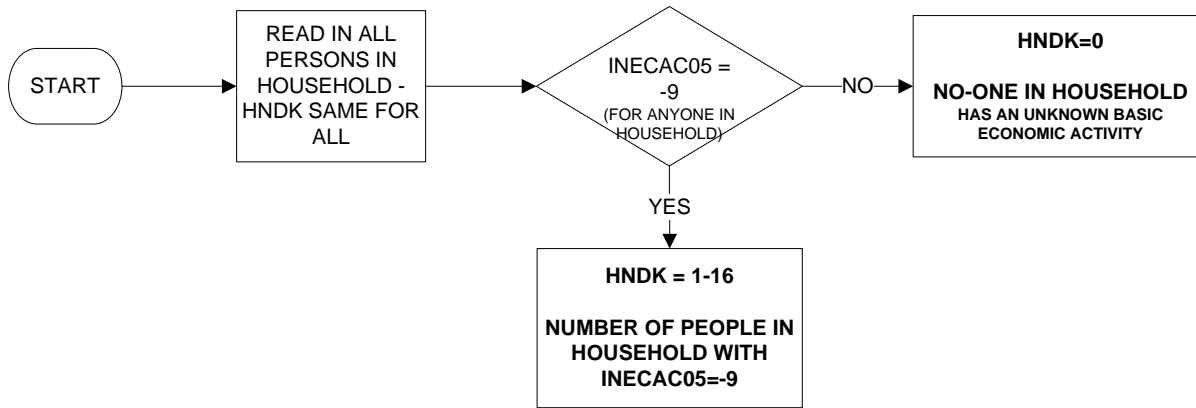 START
READ IN ALL
PERSONS IN
HOUSEHOLD -
HNDK SAME FOR
ALL
INECAC05 =
-9
(FOR ANYONE IN
HOUSEHOLD)
NO
HNDK=0
NO-ONE IN HOUSEHOLD
HAS AN UNKNOWN BASIC
ECONOMIC ACTIVITY
YES
HNDK = 1-16
NUMBER OF PEOPLE IN
HOUSEHOLD WITH
INECAC05=-9